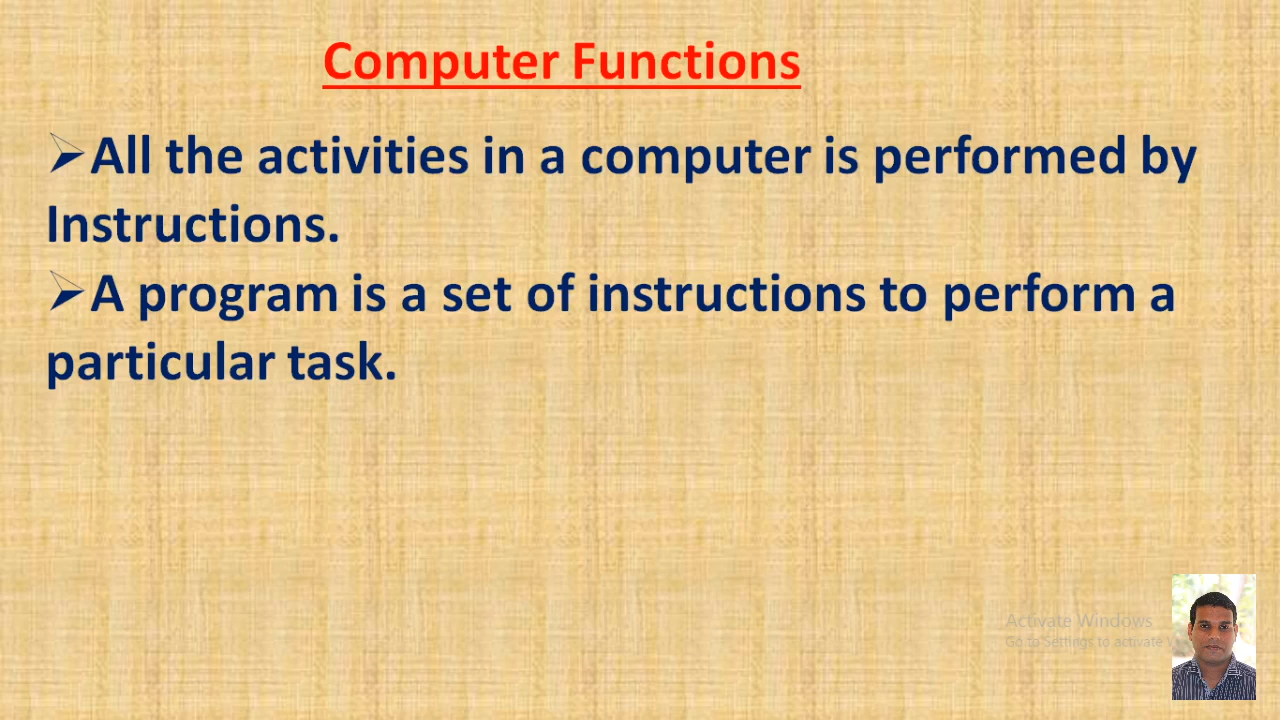 Computer Functions
➢All the activities in a computer is performed by
Instructions.
➢A program is a set of instructions to perform a
particular task.
Activate Windows
Go to Settings to activate